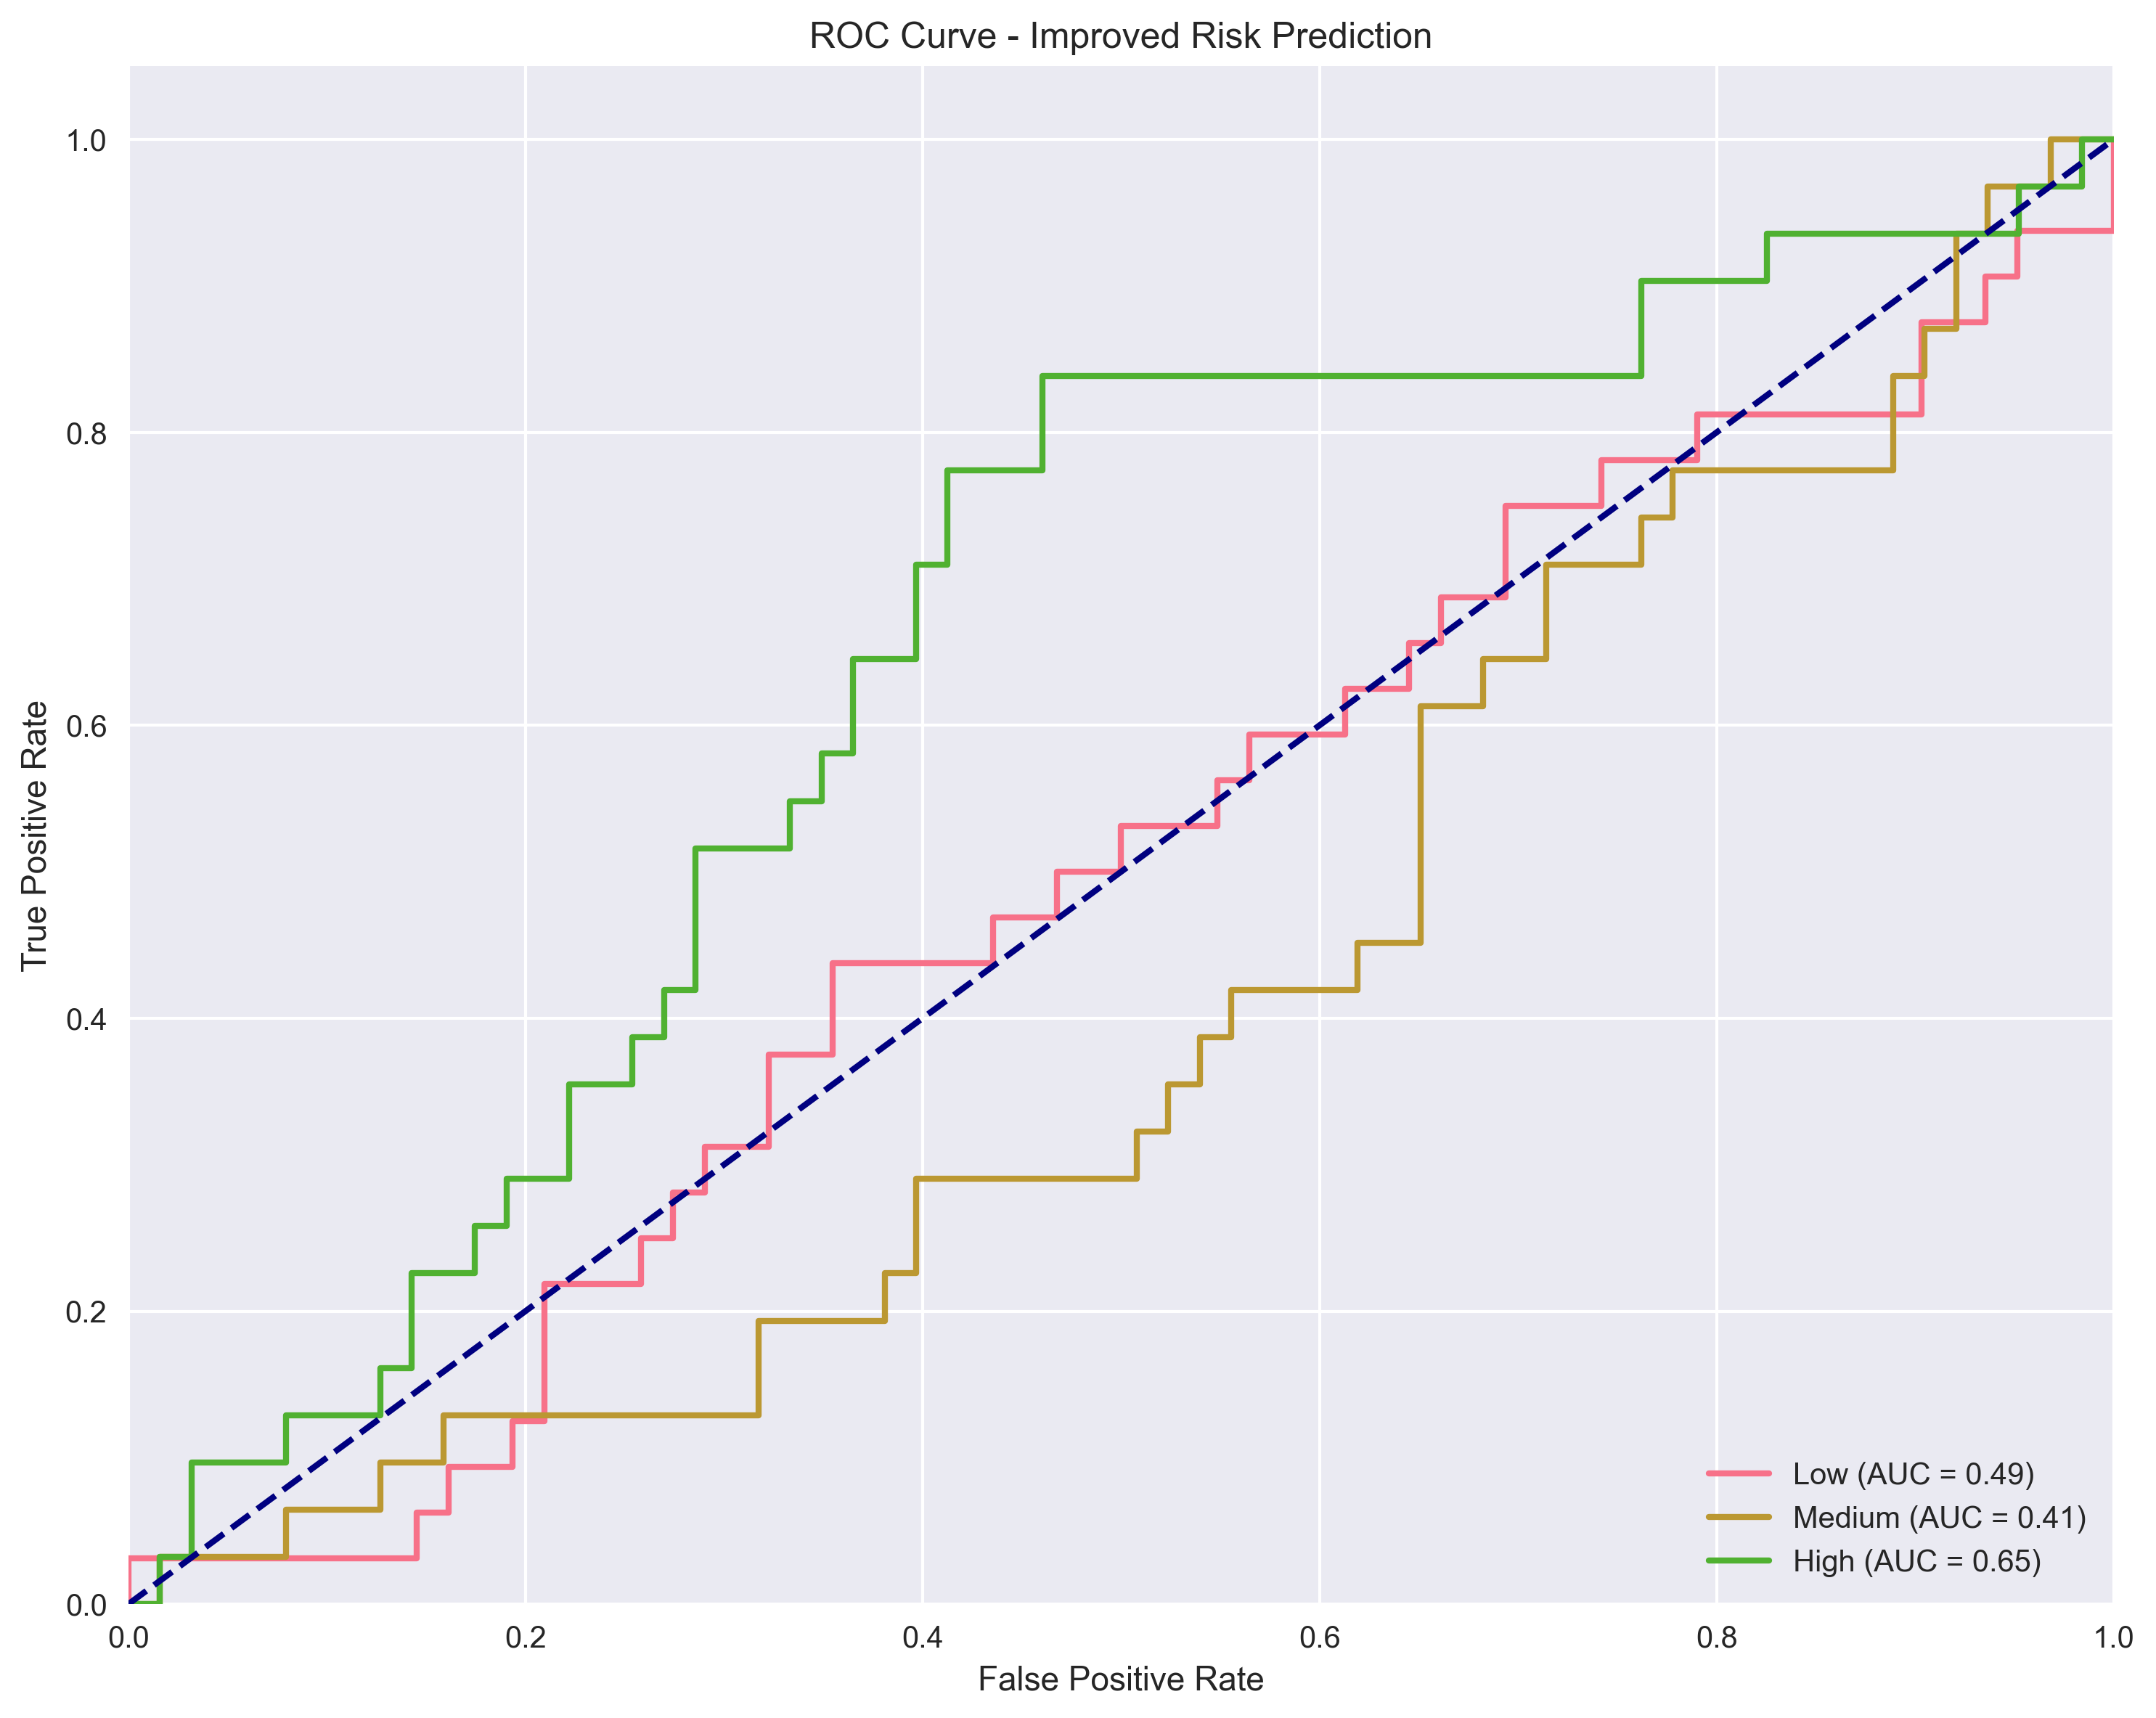 ROC Curve - Improved Risk Prediction
True Positive Rate
1.0
0.8
0.6
0.4
0.2
0.0
0.0 0.2 0.4 0.6 0.8 1.0
False Positive Rate
Low (AUC = 0.49)
Medium (AUC = 0.41)
High (AUC = 0.65)